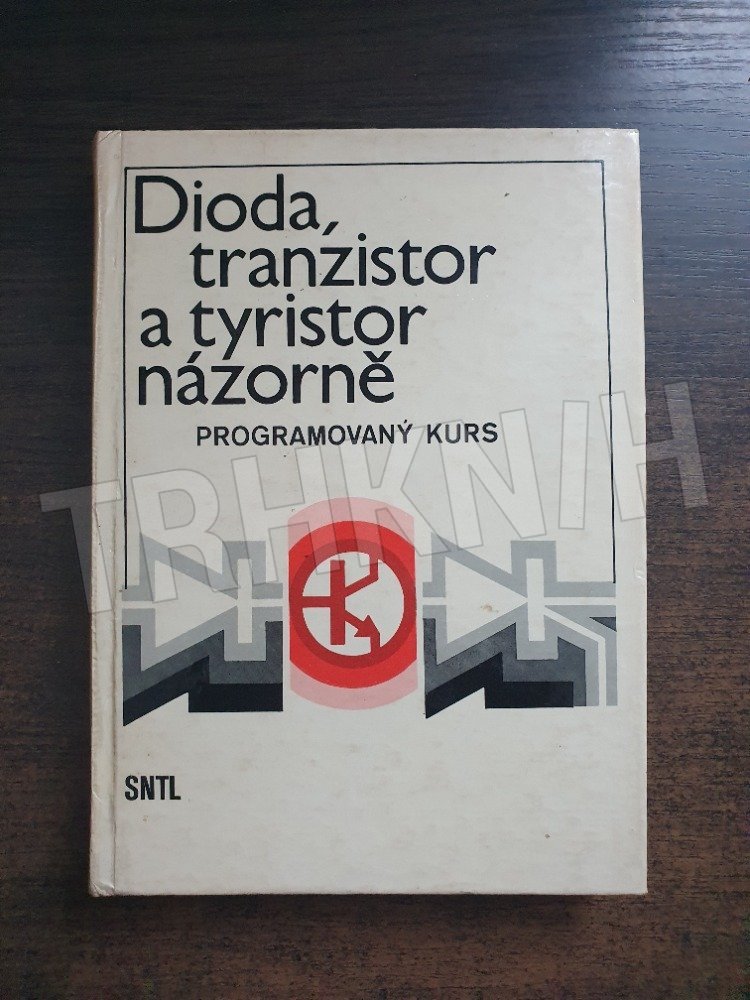 Dioda,
tranzistor
a tyristor
názorně
PROGRAMOVANÝ KURS
TRHKNIH
SNTL